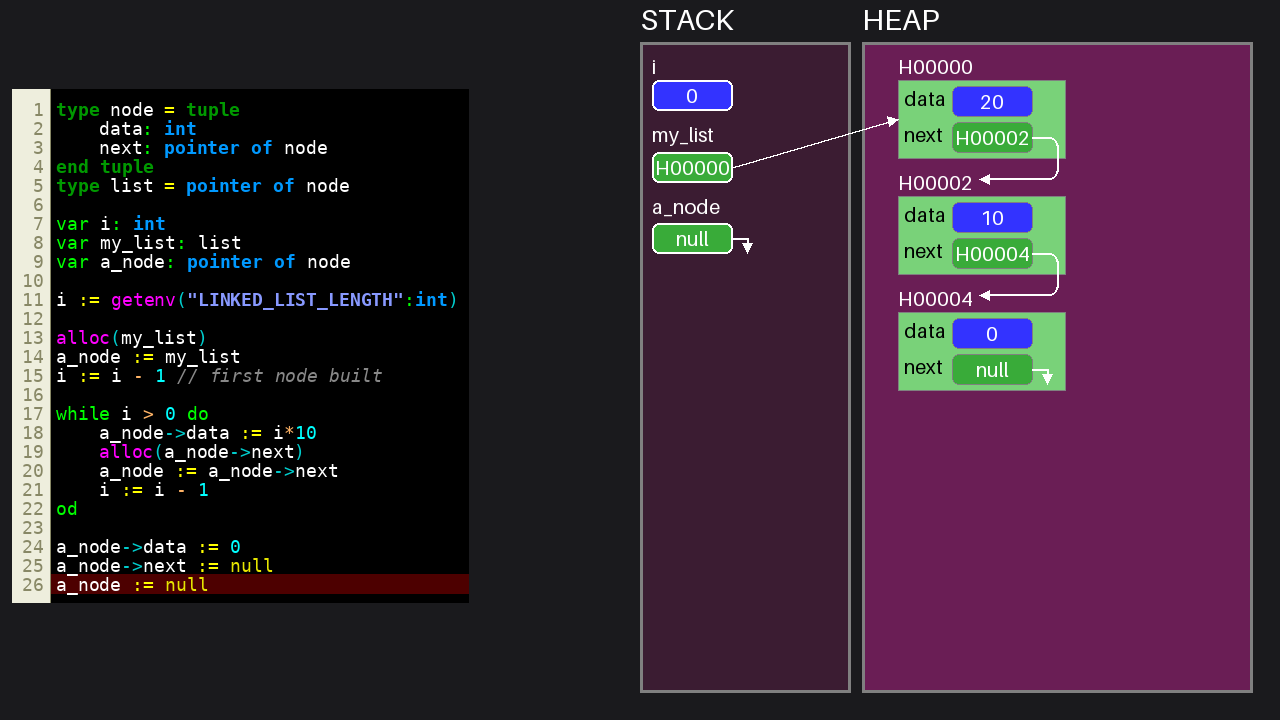 1 type node = tuple
2     data: int
3     next: pointer of node
4 end tuple
5 type list = pointer of node
6
7 var i: int
8 var my_list: list
9 var a_node: pointer of node
10
11 i := getenv("LINKED_LIST_LENGTH":int)
12
13 alloc(my_list)
14 a_node := my_list
15 i := i - 1 // first node built
16
17 while i > 0 do
18     a_node->data := i*10
19     alloc(a_node->next)
20     a_node := a_node->next
21     i := i - 1
22 od
23
24 a_node->data := 0
25 a_node->next := null
26 a_node := null
STACK
i
0
my_list
H00000
a_node
null
HEAP
H00000
data 20
next H00002
H00002
data 10
next H00004
H00004
data 0
next null